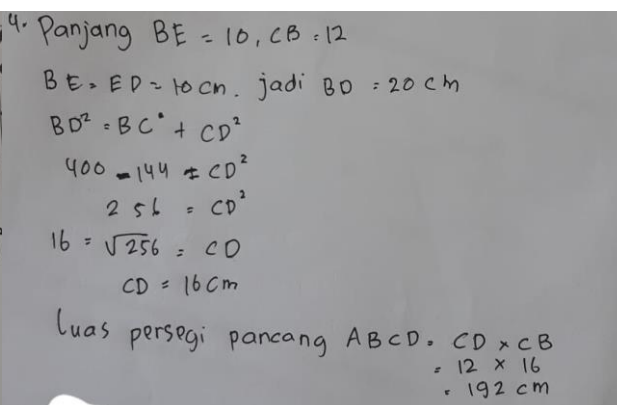 4. Panjang BE = 10, CB = 12
BE = ED = 10 cm. jadi BD = 20 cm
BD² = BC² + CD²
400 - 144 = CD²
256 = CD²
16 = √256 = CD
CD = 16 cm
Luas persegi pancang ABCD = CD × CB
= 12 × 16
= 192 cm